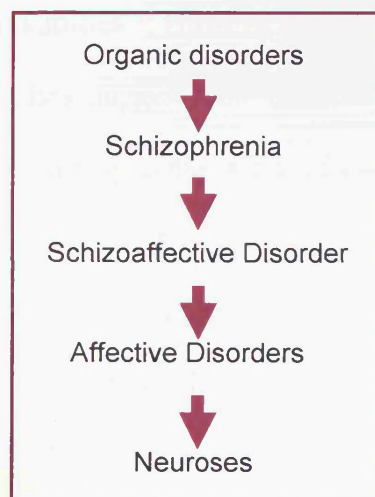 Organic disorders
Schizophrenia
Schizoaffective Disorder
Affective Disorders
Neuroses